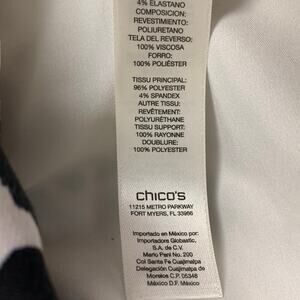 4% ELASTANO
COMPOSICION:
REVESTIMIENTO:
POLIURETANO
TELA DEL REVERSO:
100% VISCOSA
FORRO:
100% POLIÉSTER
TISSU PRINCIPAL:
96% POLYESTER
4% SPANDEX
AUTRE TISSU:
REVÊTEMENT:
POLYURÉTHANE
TISSU SUPPORT:
100% RAYONNE
DOUBLURE:
100% POLYESTER
chico's
11215 METRO PARKWAY
FORT MYERS, FL 33966
Importado en México por:
Importadora Globastic,
S.A. de C.V.
Mario Pani No. 200
Col Santa Fe Cuajimalpa
Delegación Cuajimalpa de
Morelos C.P. 05348
México D.F. México